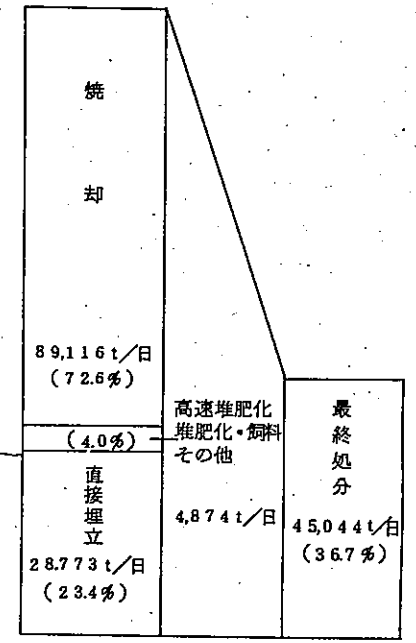 焼却
89,116t/日
(72.6%)
(4.0%)
高速堆肥化
堆肥化・飼料
その他
4,874t/日
直接埋立
28.773t/日
(23.4%)
最終処分
45,044t/日
(36.7%)